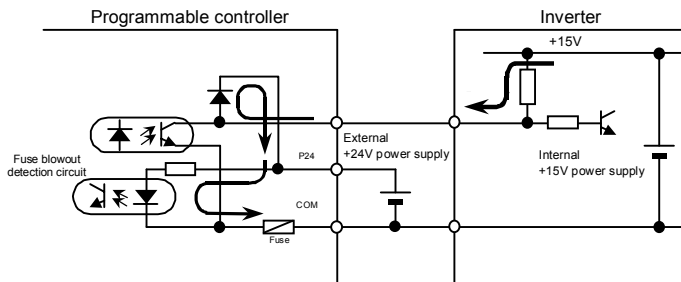 Programmable controller
Inverter
+15V
External
+24V power supply
P24
Internal
+15V power supply
Fuse blowout
detection circuit
COM
Fuse